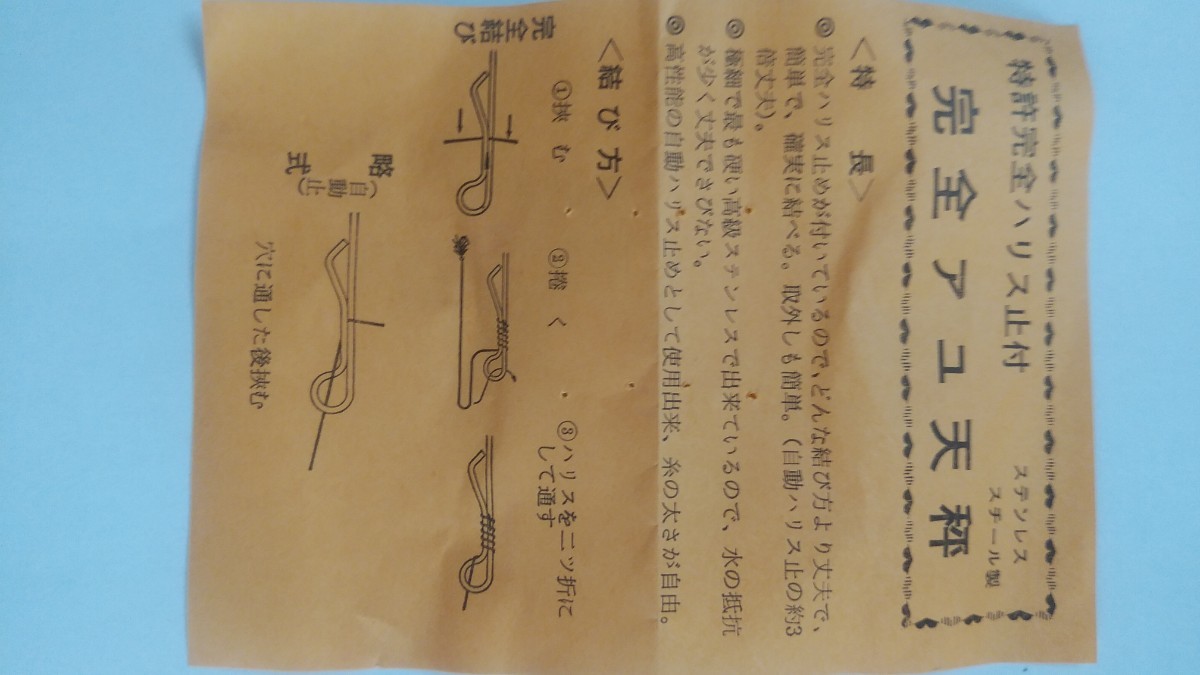 特許完全ハリス止付
ステンレス
スチール製
完全アユ天秤
<特 長>
◎完全ハリス止めが付いているので、どんな結び方より丈夫で、
簡単で、確実に結べる。取外しも簡単。(自動ハリス止の約3
倍丈夫)。
◎極細で最も硬い高級ステンレスで出来ているので、水の抵抗
が少く丈夫でさびない。
◎高性能の自動ハリス止めとして使用出来、糸の太さが自由。
<結び方>
完全結び
①挾む
②捲く
③ハリスを二ツ折に
して通す
略式
(自動止)
穴に通した後挾む